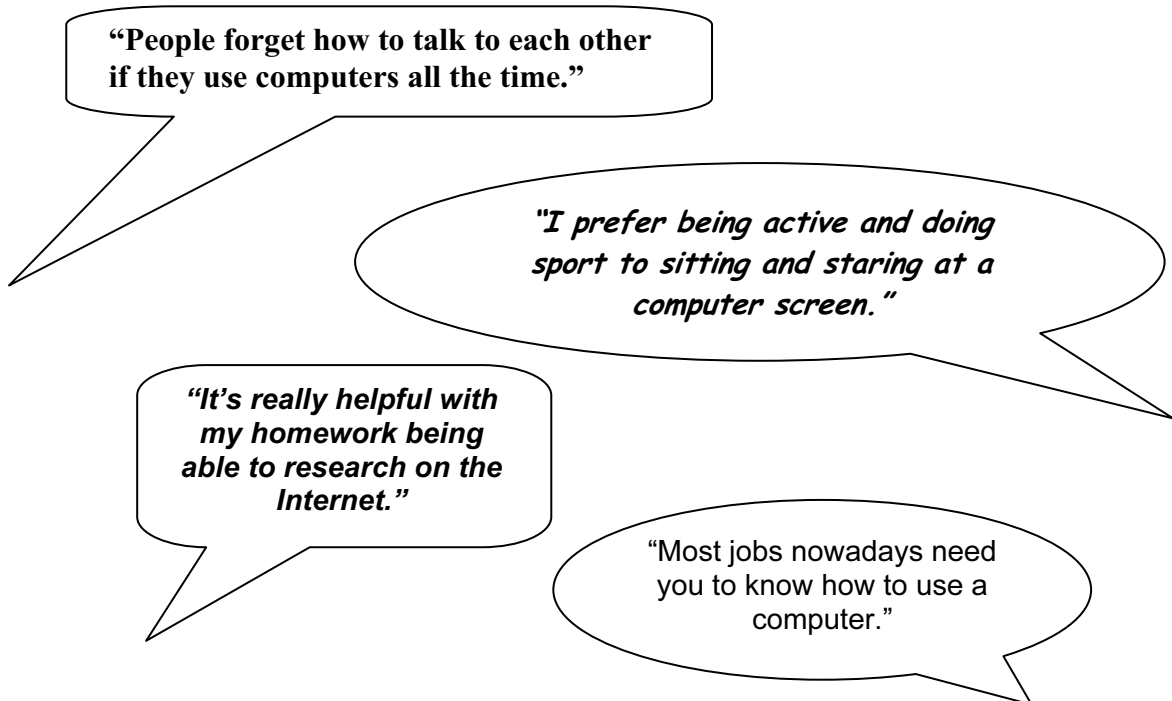 “People forget how to talk to each other
if they use computers all the time.”
“I prefer being active and doing
sport to sitting and staring at a
computer screen.”
“It’s really helpful with
my homework being
able to research on the
Internet.”
“Most jobs nowadays need
you to know how to use a
computer.”